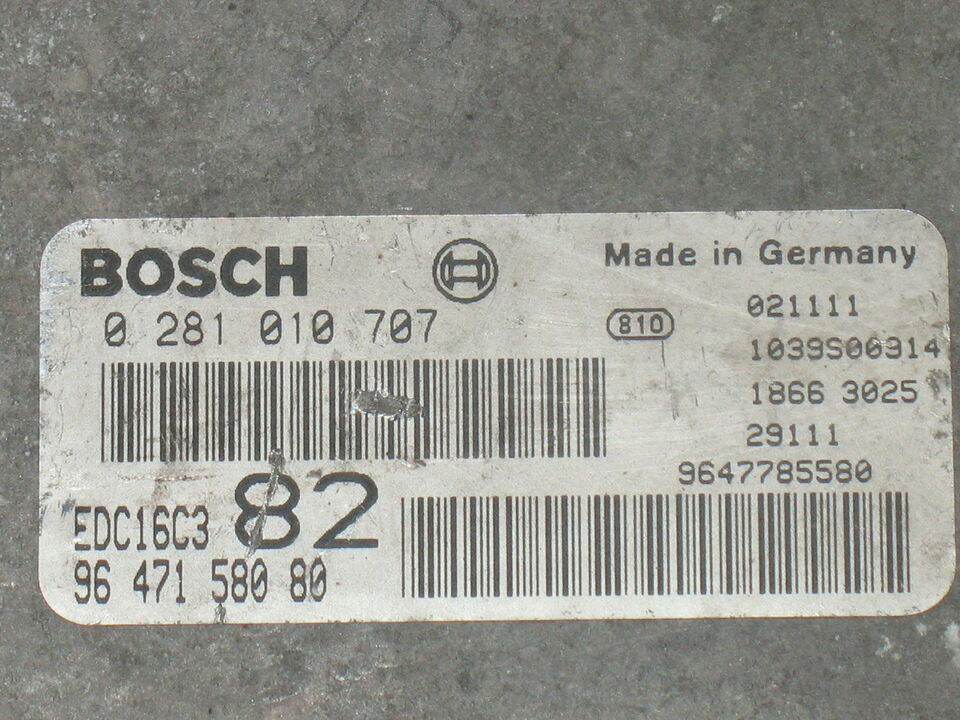 BOSCH
Made in Germany
0 281 010 707
810
021111
1039S00914
1866 3025
29111
9647785580
82
EDC16C3
96 471 580 80